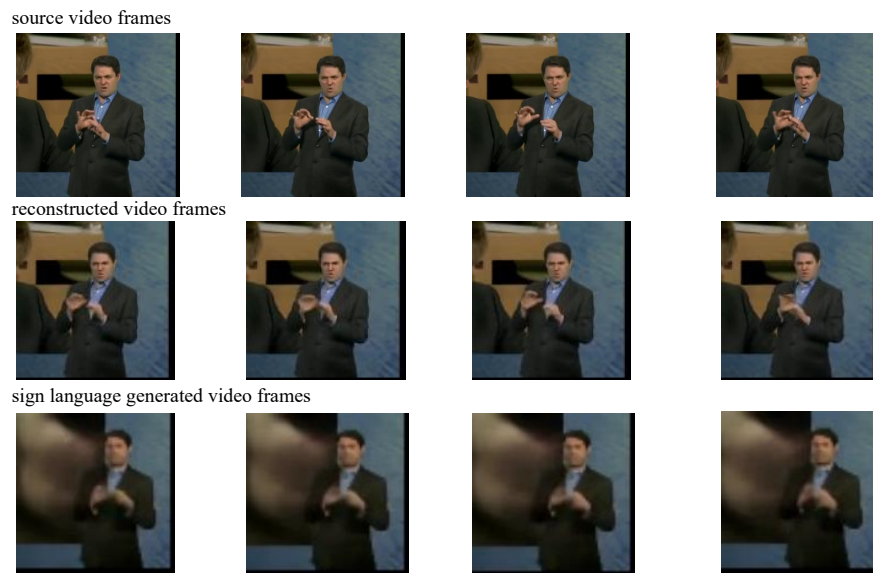 source video frames
reconstructed video frames
sign language generated video frames